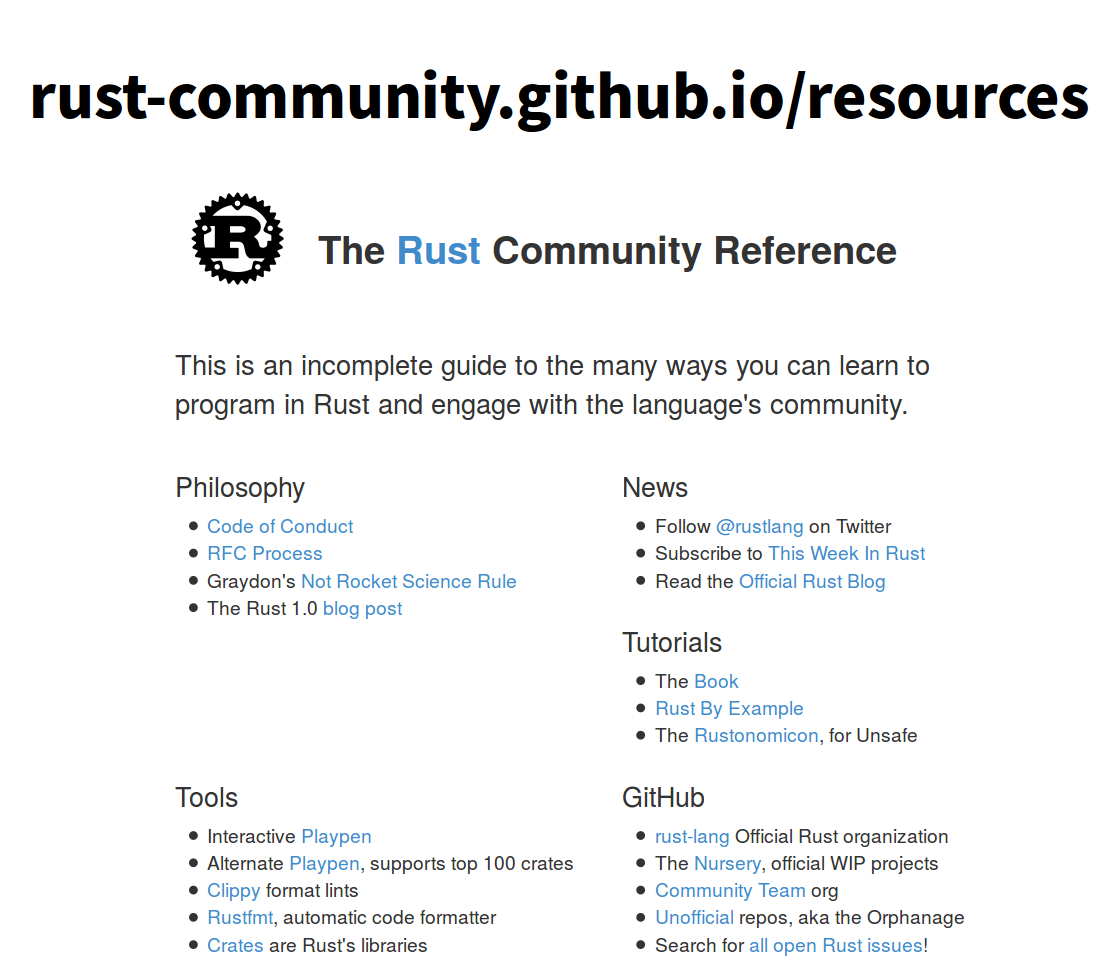 rust-community.github.io/resources
R
The Rust Community Reference
This is an incomplete guide to the many ways you can learn to
program in Rust and engage with the language's community.
Philosophy
• Code of Conduct
• RFC Process
• Graydon's Not Rocket Science Rule
• The Rust 1.0 blog post
News
• Follow @rustlang on Twitter
• Subscribe to This Week In Rust
• Read the Official Rust Blog
Tutorials
• The Book
• Rust By Example
• The Rustonomicon, for Unsafe
Tools
• Interactive Playpen
• Alternate Playpen, supports top 100 crates
• Clippy format lints
• Rustfmt, automatic code formatter
• Crates are Rust's libraries
GitHub
• rust-lang Official Rust organization
• The Nursery, official WIP projects
• Community Team org
• Unofficial repos, aka the Orphanage
• Search for all open Rust issues!